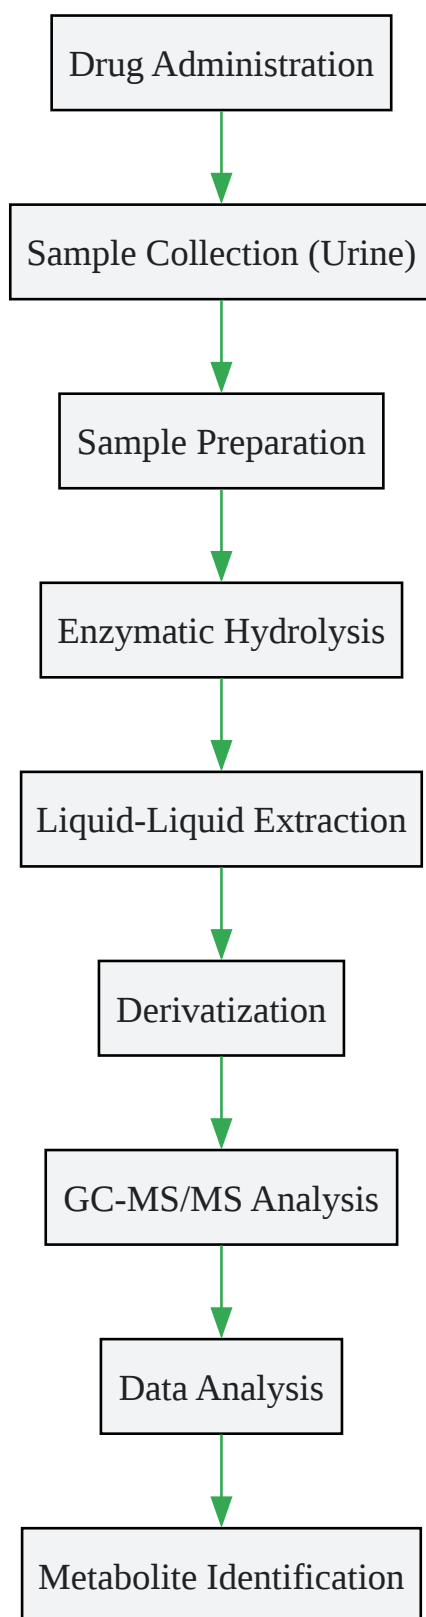 Drug Administration
Sample Collection (Urine)
Sample Preparation
Enzymatic Hydrolysis
Liquid-Liquid Extraction
Derivatization
GC-MS/MS Analysis
Data Analysis
Metabolite Identification